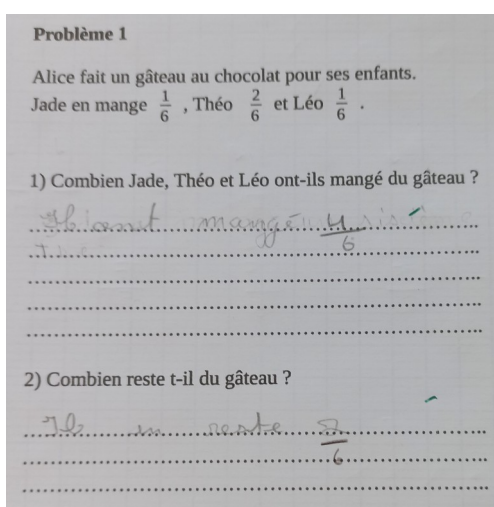 Problème 1
Alice fait un gâteau au chocolat pour ses enfants.
Jade en mange 1/6 , Théo 2/6 et Léo 1/6 .
1) Combien Jade, Théo et Léo ont-ils mangé du gâteau ?
mangé 4/6
2) Combien reste t-il du gâteau ?
Il en reste 2/6